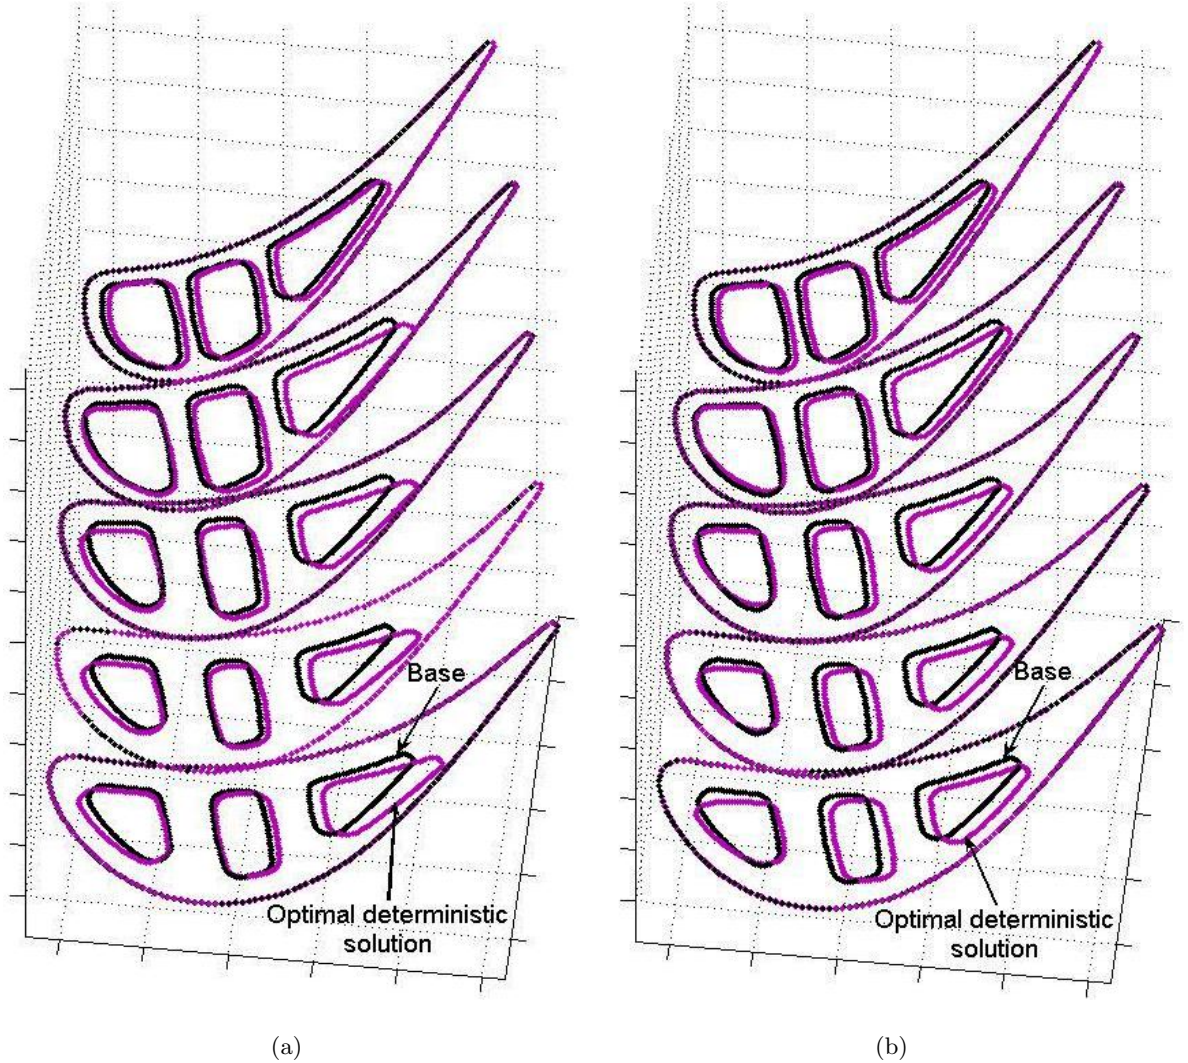 Base
Optimal deterministic
solution
Base
Optimal deterministic
solution
(a)
(b)